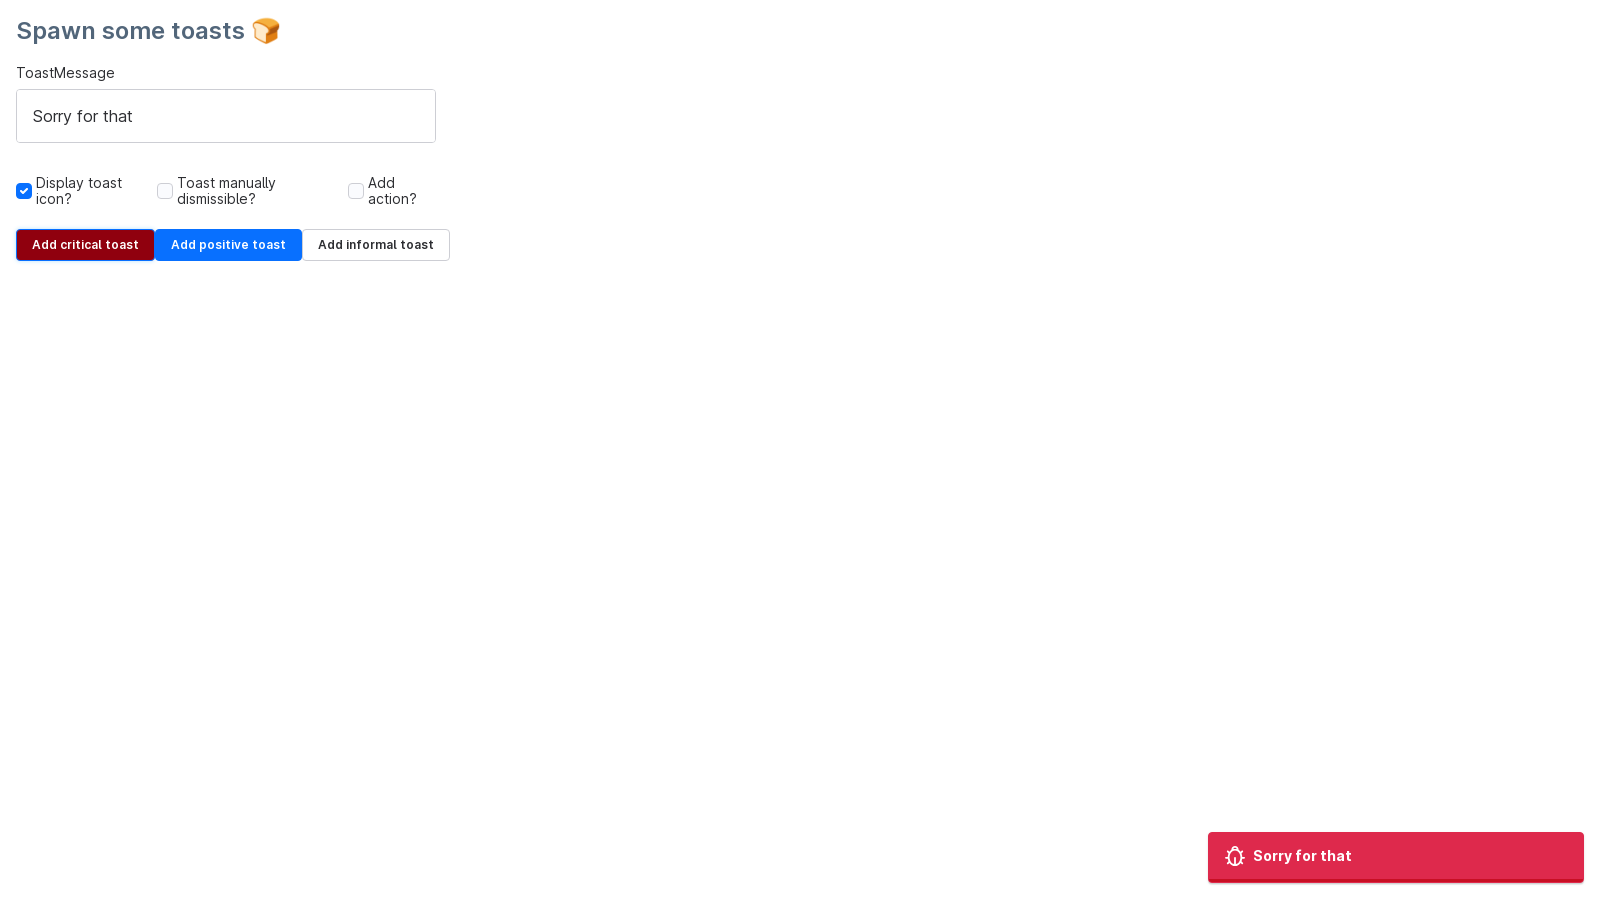 Spawn some toasts 🍞
ToastMessage
Sorry for that
Display toast icon?
Toast manually dismissible?
Add action?
Add critical toast
Add positive toast
Add informal toast
Sorry for that